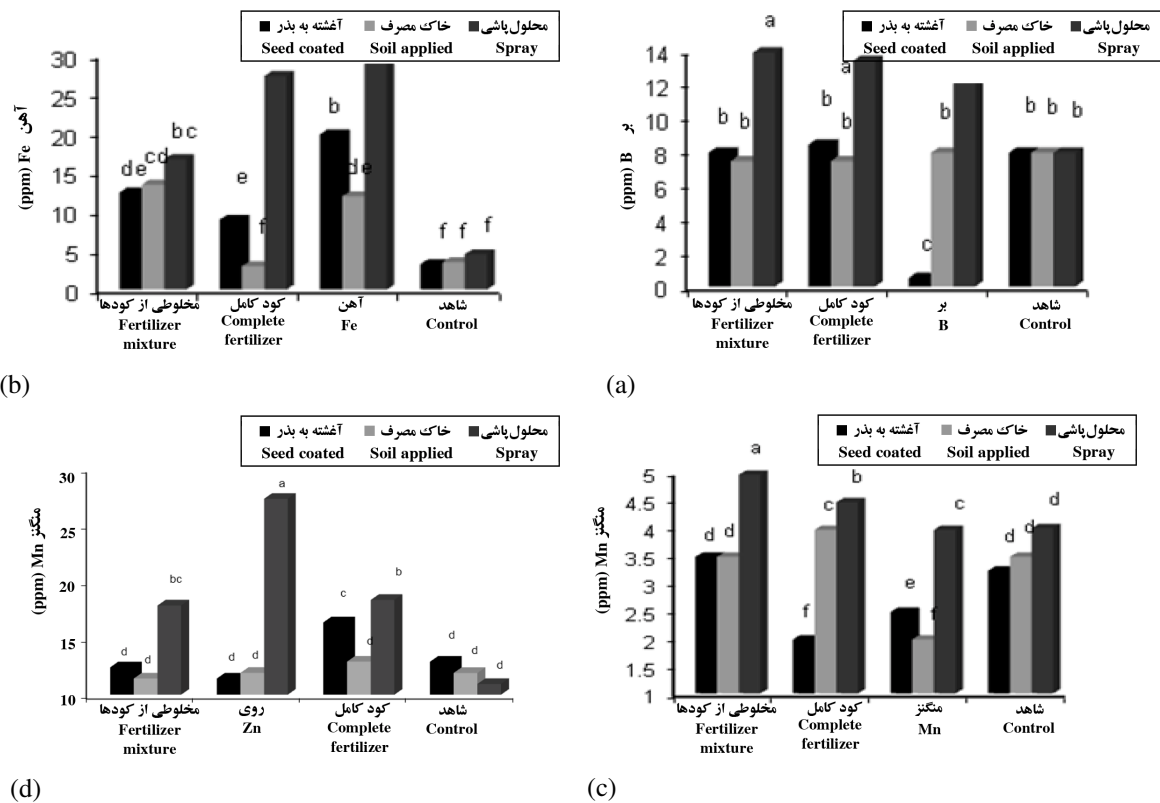 آغشته به بذر خاک مصرف محلول‌پاشی
Seed coated Soil applied Spray
آهن Fe (ppm)
30
25
20
15
10
5
0
de cd bc
e f
b de
f f f
مخلوطی از کودها کود کامل آهن شاهد
Fertilizer mixture Complete fertilizer Fe Control
(b)
آغشته به بذر خاک مصرف محلول‌پاشی
Seed coated Soil applied Spray
بر B (ppm)
14
12
10
8
6
4
2
0
b b a
b b a
c b
b b b
مخلوطی از کودها کود کامل بر شاهد
Fertilizer mixture Complete fertilizer B Control
(a)
آغشته به بذر خاک مصرف محلول‌پاشی
Seed coated Soil applied Spray
منگنز Mn (ppm)
30
25
20
15
10
d d bc
d d a
c d b
d d d
مخلوطی از کودها روی کود کامل شاهد
Fertilizer mixture Zn Complete fertilizer Control
(d)
آغشته به بذر خاک مصرف محلول‌پاشی
Seed coated Soil applied Spray
منگنز Mn (ppm)
5
4.5
4
3.5
3
2.5
2
1.5
1
d d a
f c b
e f c
d d d
مخلوطی از کودها کود کامل منگنز شاهد
Fertilizer mixture Complete fertilizer Mn Control
(c)